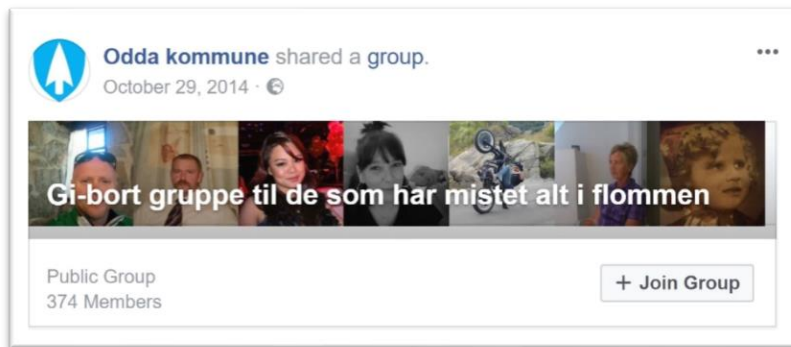 Odda kommune shared a group.
October 29, 2014 ·
Gi-bort gruppe til de som har mistet alt i flommen
Public Group
374 Members
+ Join Group